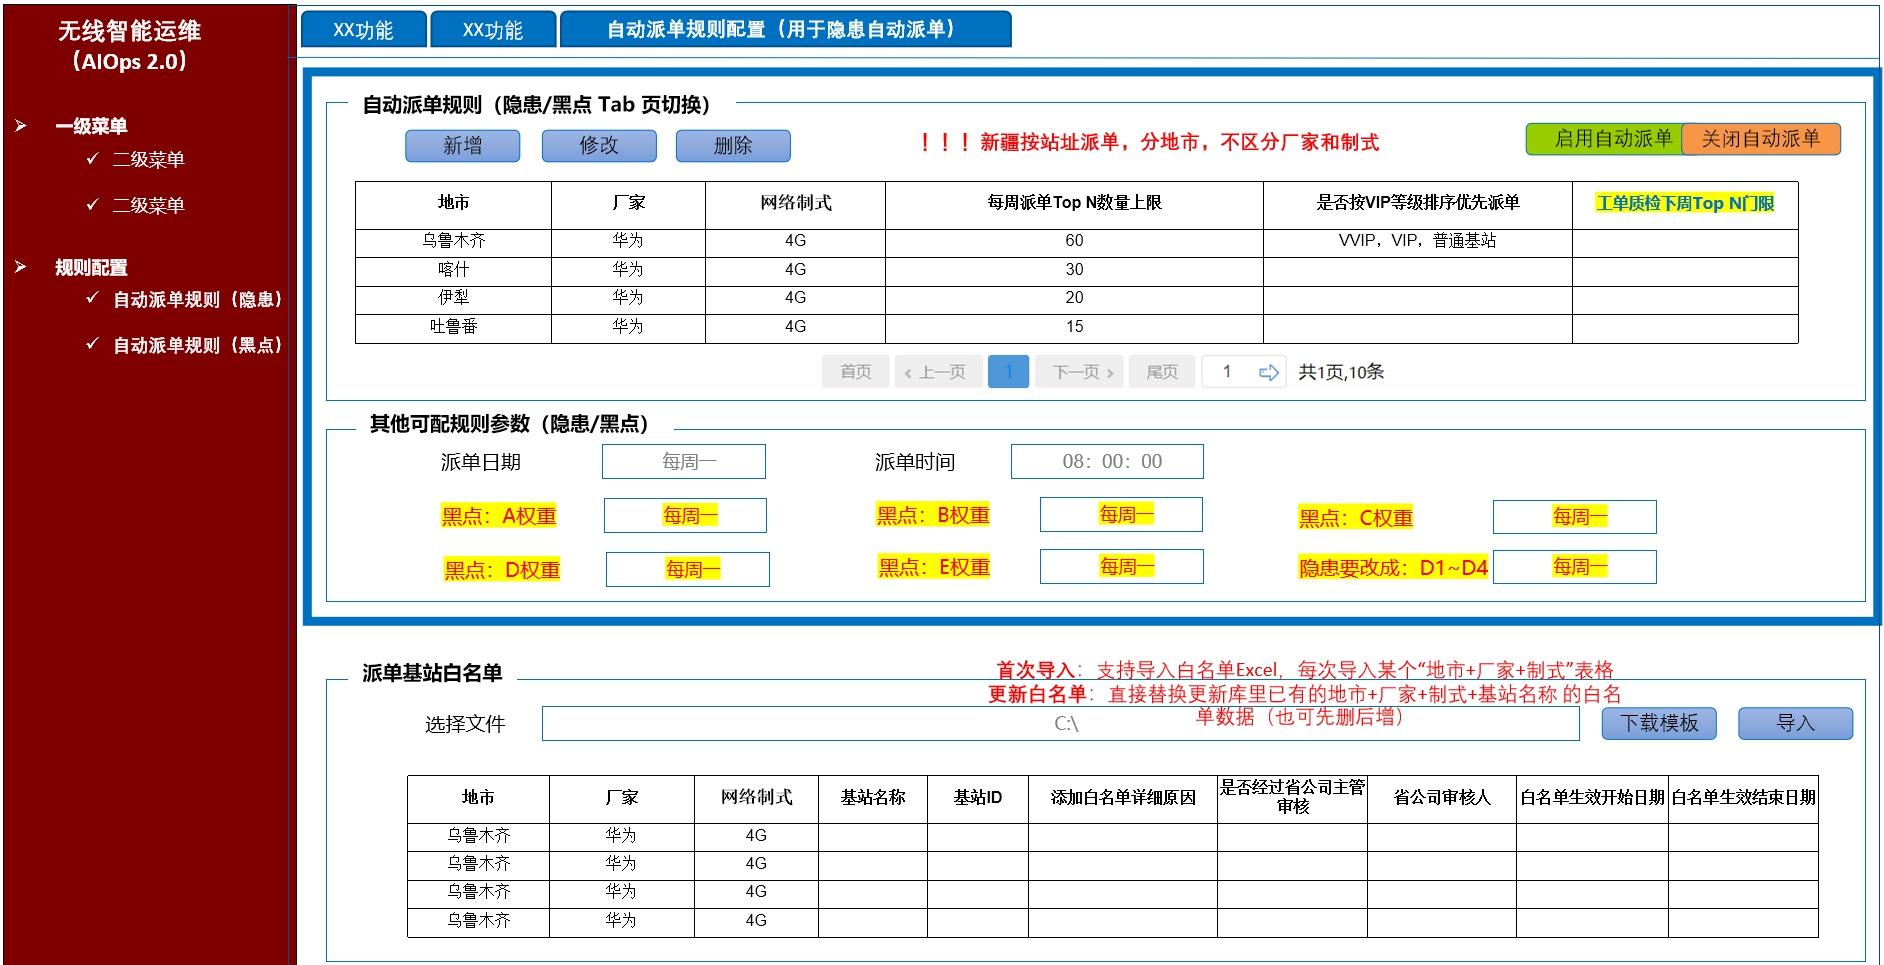 无线智能运维
（AIOps 2.0）
一级菜单
二级菜单
二级菜单
规则配置
自动派单规则（隐患）
自动派单规则（黑点）
XX功能 XX功能 自动派单规则配置（用于隐患自动派单）
自动派单规则（隐患/黑点 Tab 页切换）
新增 修改 删除 ！！！新疆按站址派单，分地市，不区分厂家和制式 启用自动派单 关闭自动派单
地市 厂家 网络制式 每周派单Top N数量上限 是否按VIP等级排序优先派单 工单质检下周Top N门限
乌鲁木齐 华为 4G 60 VVIP，VIP，普通基站
喀什 华为 4G 30
伊犁 华为 4G 20
吐鲁番 华为 4G 15
首页 ‹ 上一页 1 下一页 › 尾页 1 共1页,10条
其他可配规则参数（隐患/黑点）
派单日期 每周一 派单时间 08：00：00
黑点：A权重 每周一 黑点：B权重 每周一 黑点：C权重 每周一
黑点：D权重 每周一 黑点：E权重 每周一 隐患要改成：D1~D4 每周一
派单基站白名单
首次导入：支持导入白名单Excel，每次导入某个“地市+厂家+制式”表格
更新白名单：直接替换更新库里已有的地市+厂家+制式+基站名称 的白名
单数据（也可先删后增）
选择文件 C:\ 下载模板 导入
地市 厂家 网络制式 基站名称 基站ID 添加白名单详细原因 是否经过省公司主管 省公司审核人 白名单生效开始日期 白名单生效结束日期
审核
乌鲁木齐 华为 4G
乌鲁木齐 华为 4G
乌鲁木齐 华为 4G
乌鲁木齐 华为 4G